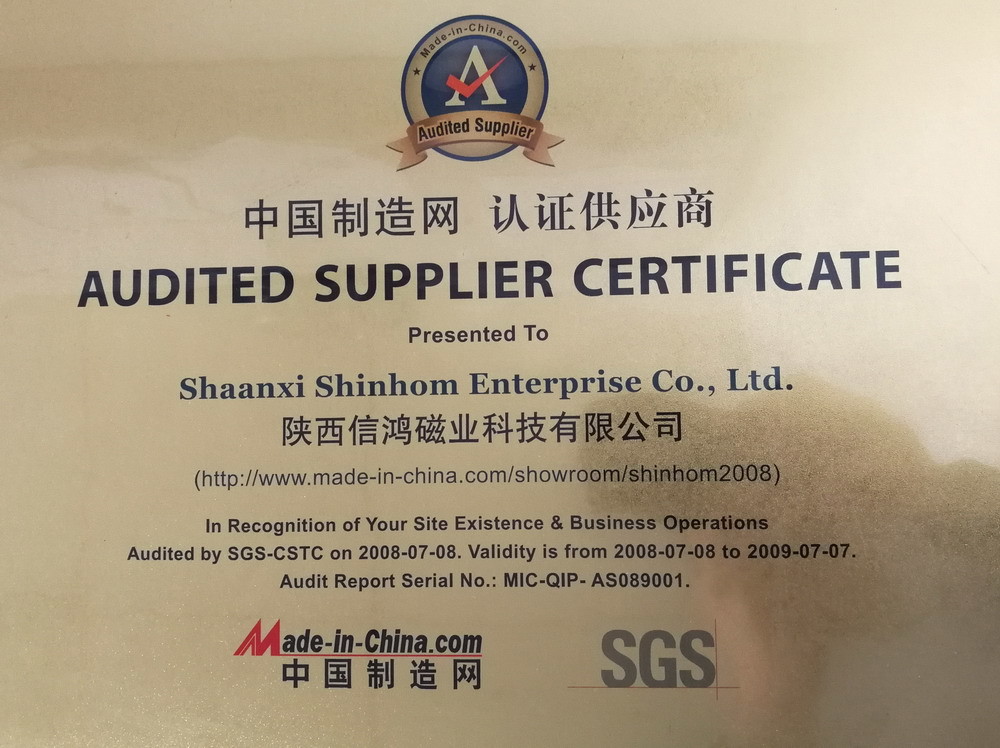 Made-in-China.com
A
Audited Supplier
中国制造网 认证供应商
AUDITED SUPPLIER CERTIFICATE
Presented To
Shaanxi Shinhom Enterprise Co., Ltd.
陕西信鸿磁业科技有限公司
(http://www.made-in-china.com/showroom/shinhom2008)
In Recognition of Your Site Existence & Business Operations
Audited by SGS-CSTC on 2008-07-08. Validity is from 2008-07-08 to 2009-07-07.
Audit Report Serial No.: MIC-QIP- AS089001.
Made-in-China.com
中国制造网
SGS